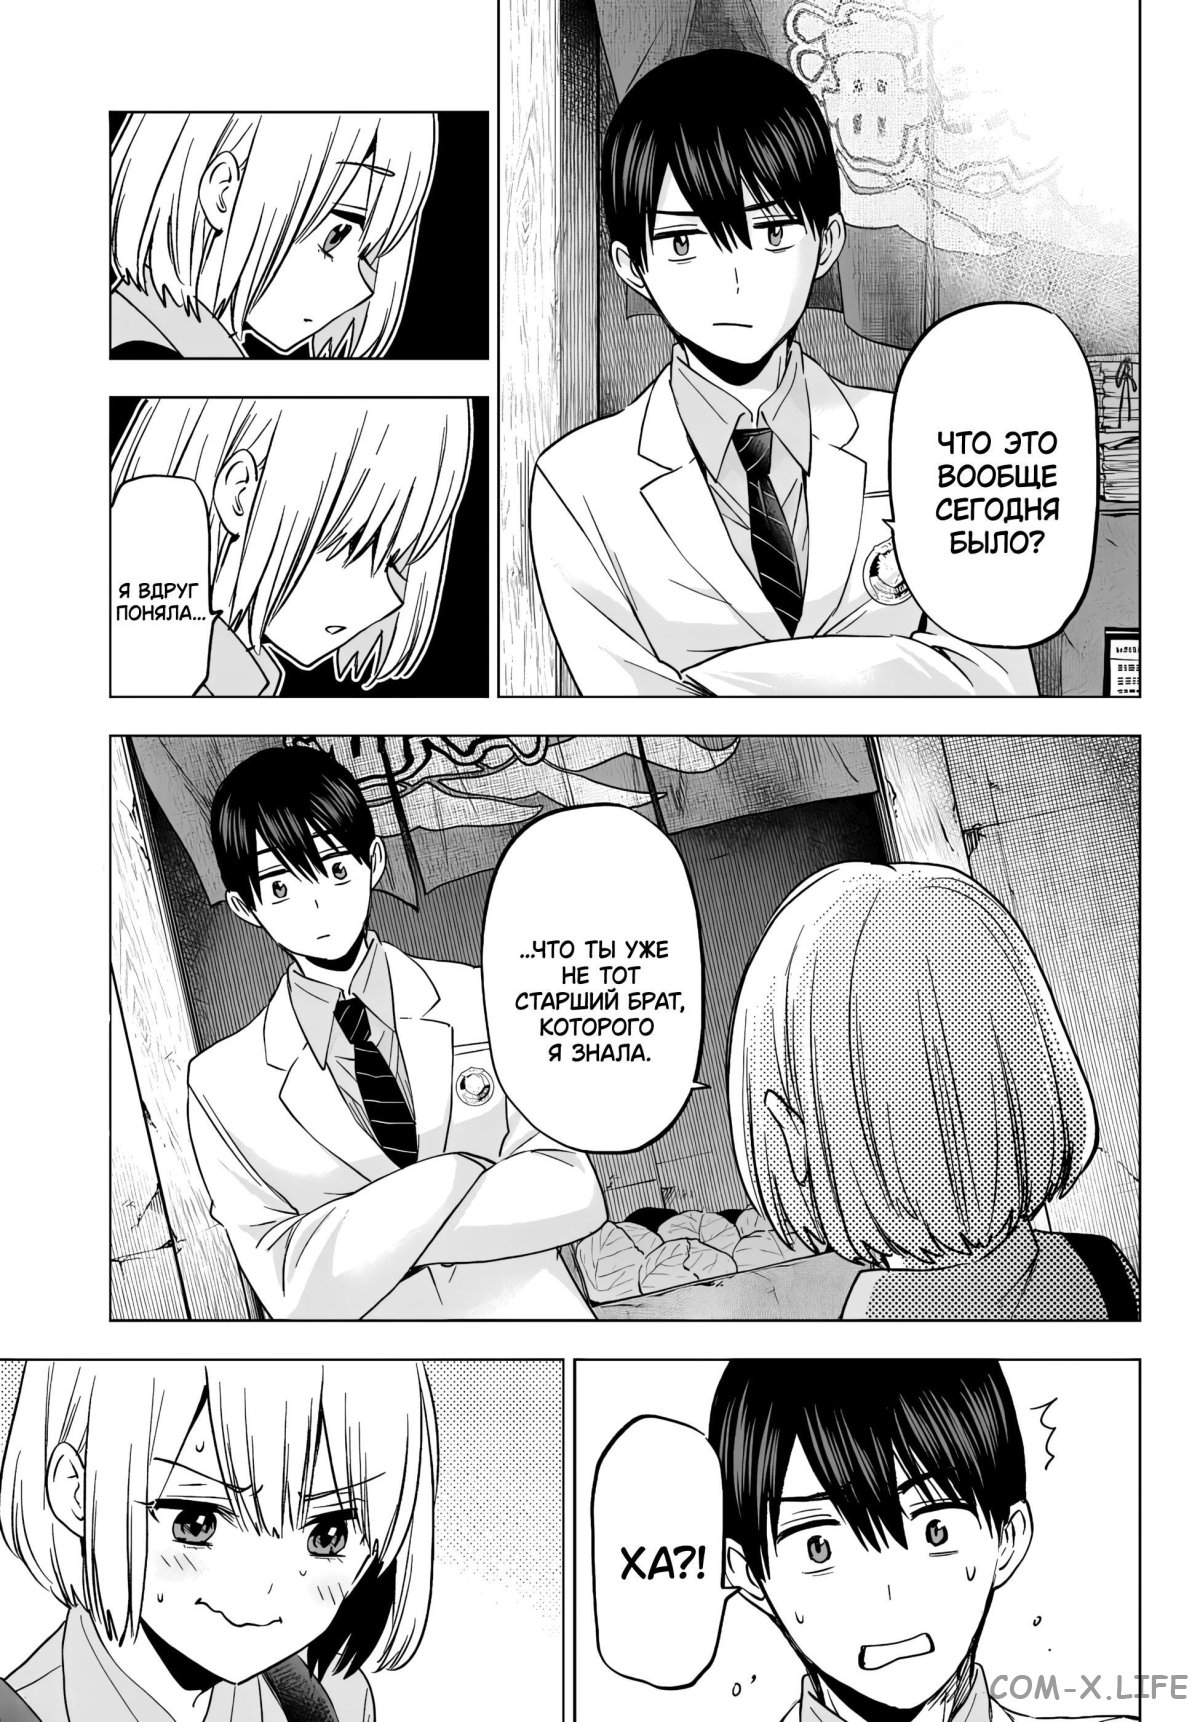 ЧТО ЭТО
ВООБЩЕ
СЕГОДНЯ
БЫЛО?
Я ВДРУГ
ПОНЯЛА...
...ЧТО ТЫ УЖЕ
НЕ ТОТ
СТАРШИЙ БРАТ,
КОТОРОГО
Я ЗНАЛА.
ХА?!
COM-X.LIFE